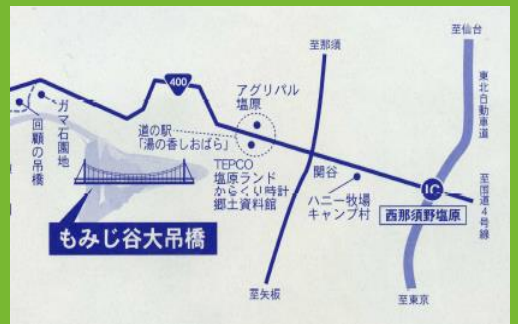 至仙台
至那須
東北自動車道
400
アグリパル
塩原
ガマ石園地
回顧の吊橋
道の駅
「湯の香しおばら」
TEPCO
塩原ランド
からくり時計
郷土資料館
関谷
ハニー牧場
キャンプ村
IC
西那須野塩原
至国道4号線
もみじ谷大吊橋
至矢板
至東京